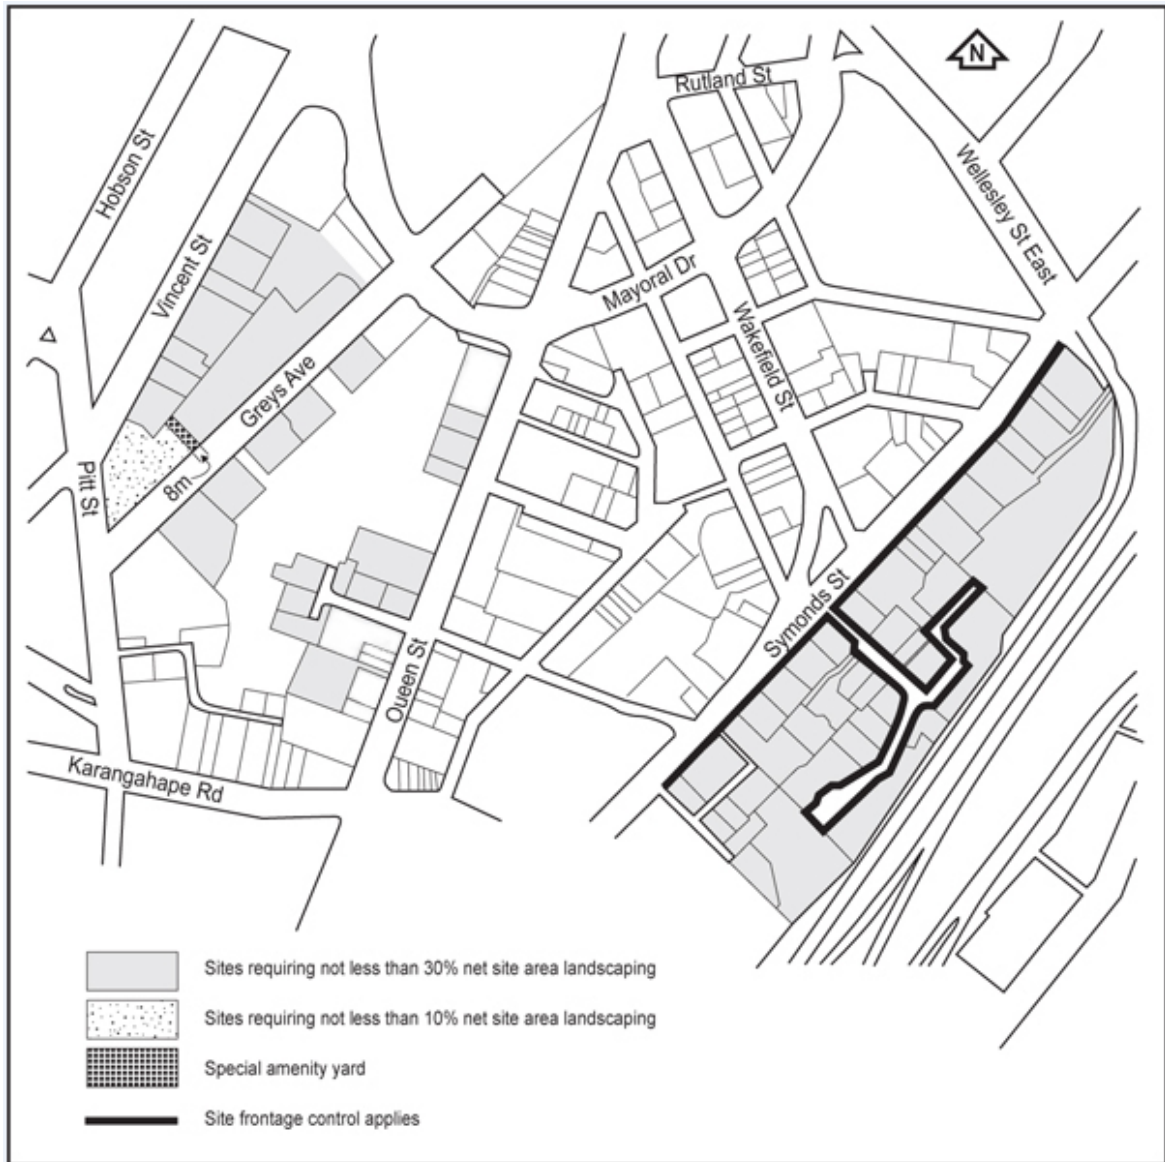 N
Rutland St
Hobson St
Wellesley St East
Vincent St
Mayoral Dr
Wakefield St
Greys Ave
Pitt St
8m
Symonds St
Queen St
Karangahape Rd
Sites requiring not less than 30% net site area landscaping
Sites requiring not less than 10% net site area landscaping
Special amenity yard
Site frontage control applies